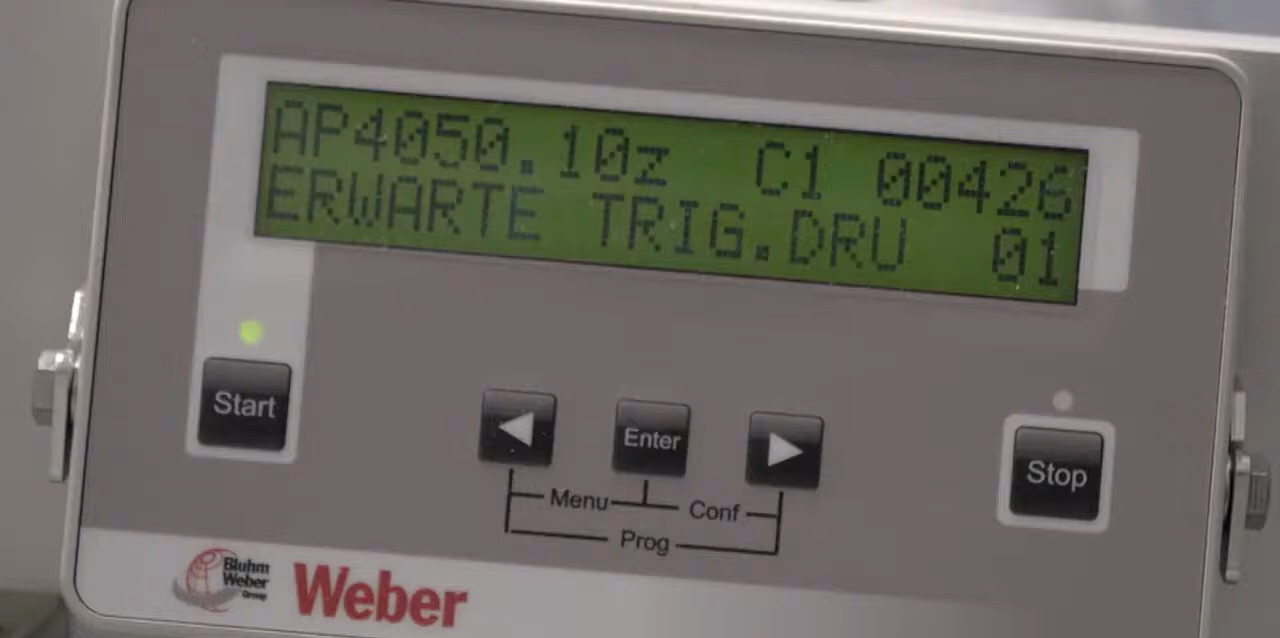 AP4050.10z C1 00426
ERWARTE TRIG.DRU 01
Start
Enter
Stop
Menu
Conf
Prog
Bluhm
Weber
Group
Weber